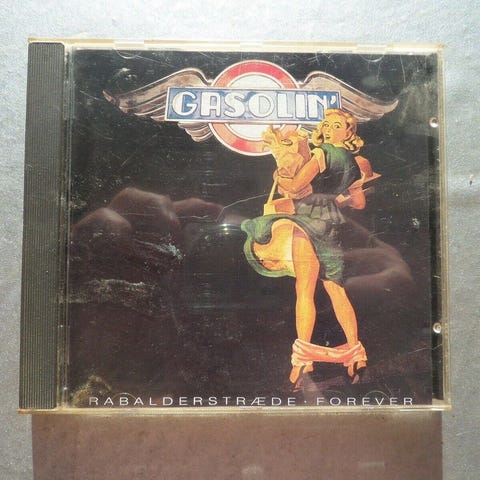 GASOLIN'
RABALDERSTRÆDE · FOREVER